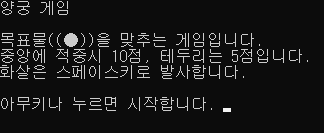 양궁 게임
목표물((●))을 맞추는 게임입니다.
중앙에 적중시 10점, 테두리는 5점입니다.
화살은 스페이스키로 발사합니다.
아무키나 누르면 시작합니다. _